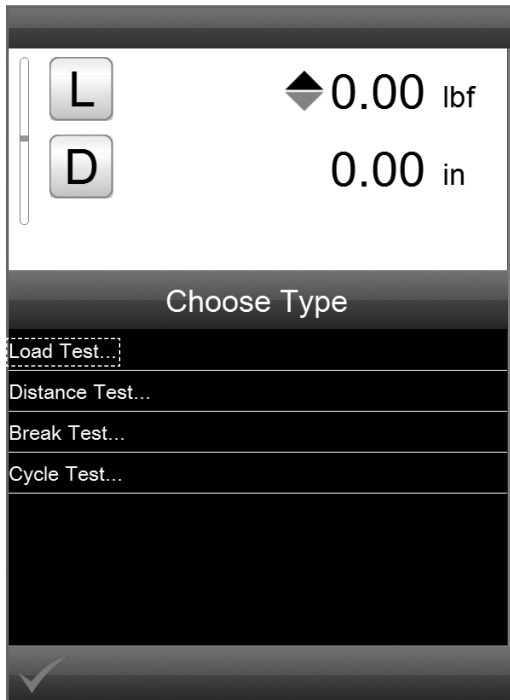 L 0.00 lbf
D 0.00 in
Choose Type
Load Test...
Distance Test...
Break Test...
Cycle Test...